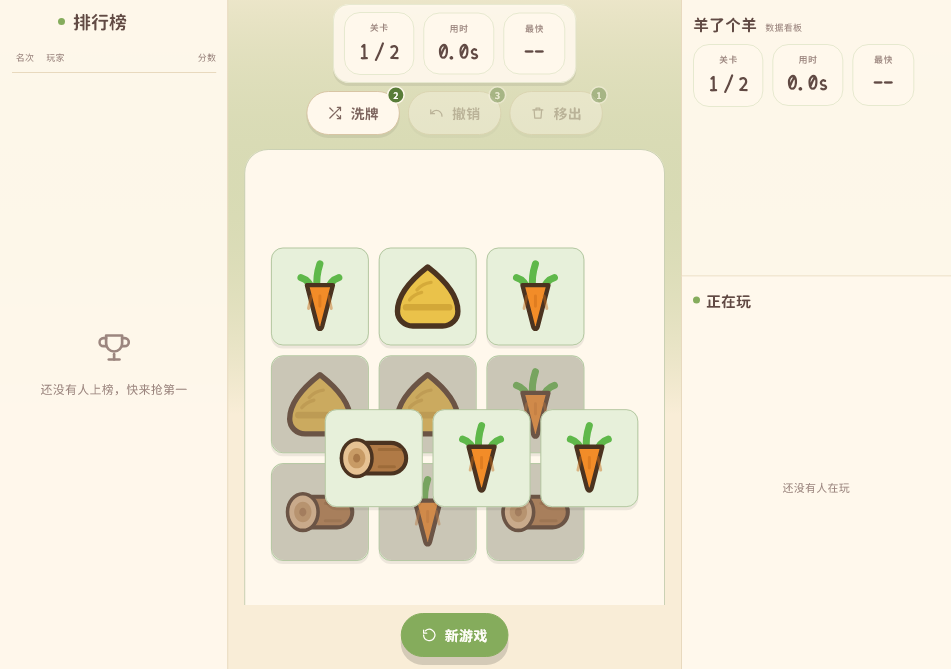 排行榜
名次 玩家 分数
还没有人上榜，快来抢第一
关卡 用时 最快
1/2 0.0s --
洗牌 2 撤销 3 移出 1
新游戏
羊了个羊 数据看板
关卡 用时 最快
1/2 0.0s --
正在玩
还没有人在玩